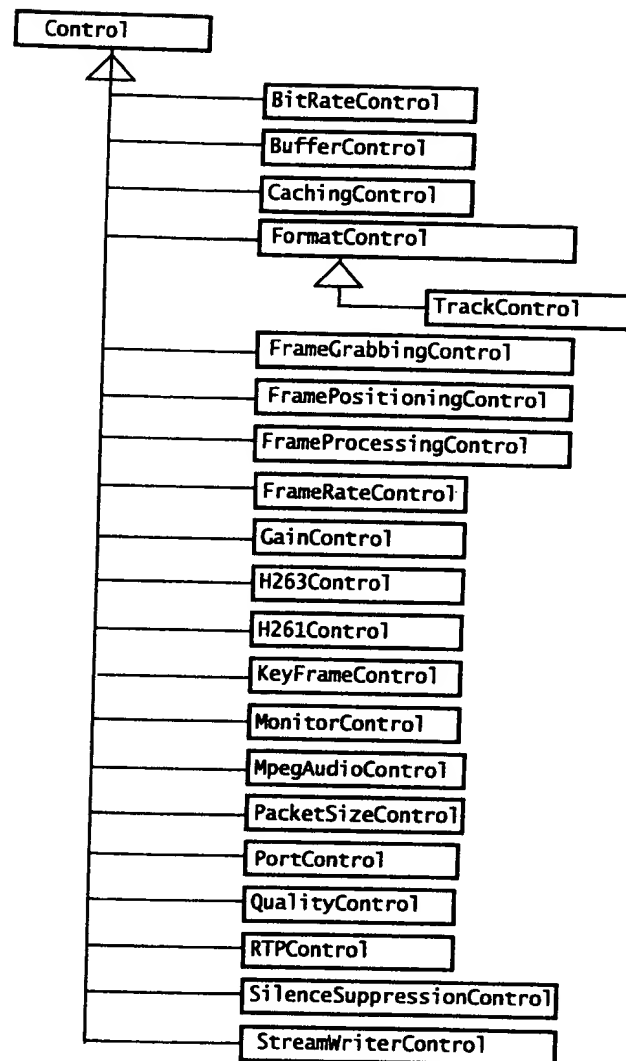 Control
BitRateControl
BufferControl
CachingControl
FormatControl
TrackControl
FrameGrabbingControl
FramePositioningControl
FrameProcessingControl
FrameRateControl
GainControl
H263Control
H261Control
KeyFrameControl
MonitorControl
MpegAudioControl
PacketSizeControl
PortControl
QualityControl
RTPControl
SilenceSuppressionControl
StreamWriterControl